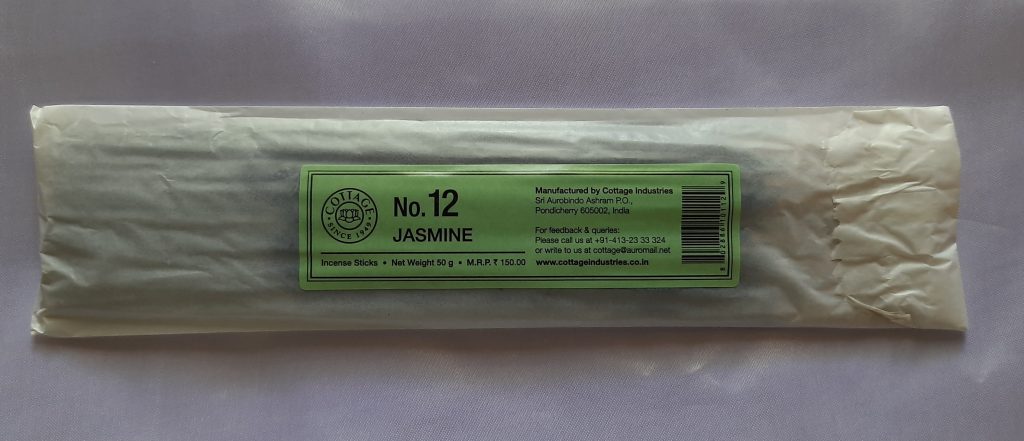 COTTAGE
SINCE 1949
No. 12
JASMINE
Incense Sticks • Net Weight 50 g • M.R.P. ₹ 150.00
Manufactured by Cottage Industries
Sri Aurobindo Ashram P.O.,
Pondicherry 605002, India
For feedback & queries:
Please call us at +91-413-23 33 324
or write to us at cottage@auromail.net
www.cottageindustries.co.in